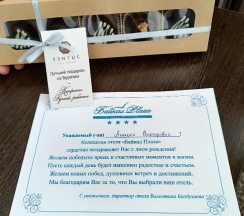 ТЭНГИС
Лучший подарок
из Бурятии
Байкал Плаза
Уважаемый (-ая) Алексей Викторович !
Коллектив отеля «Байкал Плаза»
сердечно поздравляет Вас с днем рождения!
Желаем побольше ярких и счастливых моментов в жизни.
Пусть каждый день будет наполнен радостью и счастьем.
Желаем новых побед, душевных встреч и достижений.
Мы благодарим Вас за то, что Вы выбрали наш отель.
С уважением, директор отеля Валентина